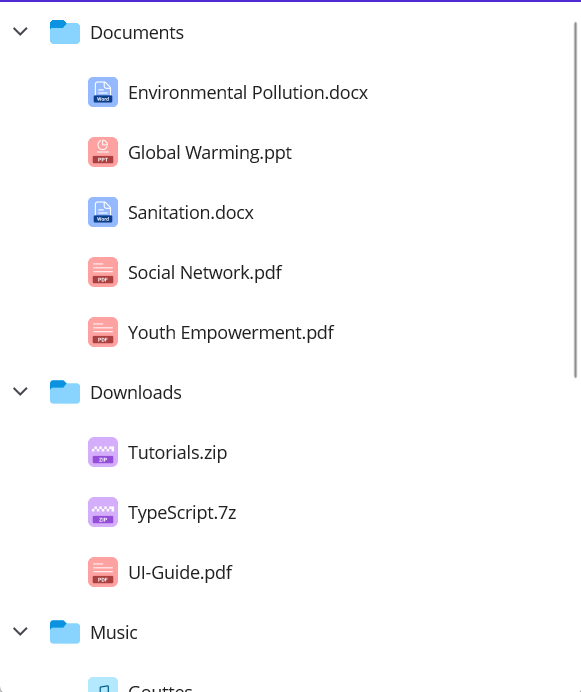 Documents
Word
Environmental Pollution.docx
PPT
Global Warming.ppt
Word
Sanitation.docx
PDF
Social Network.pdf
PDF
Youth Empowerment.pdf
Downloads
ZIP
Tutorials.zip
ZIP
TypeScript.7z
PDF
UI-Guide.pdf
Music
Gouttes